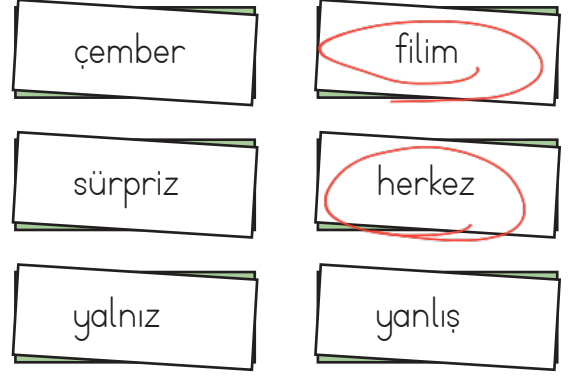 çember
filim
sürpriz
herkez
yalnız
yanlış